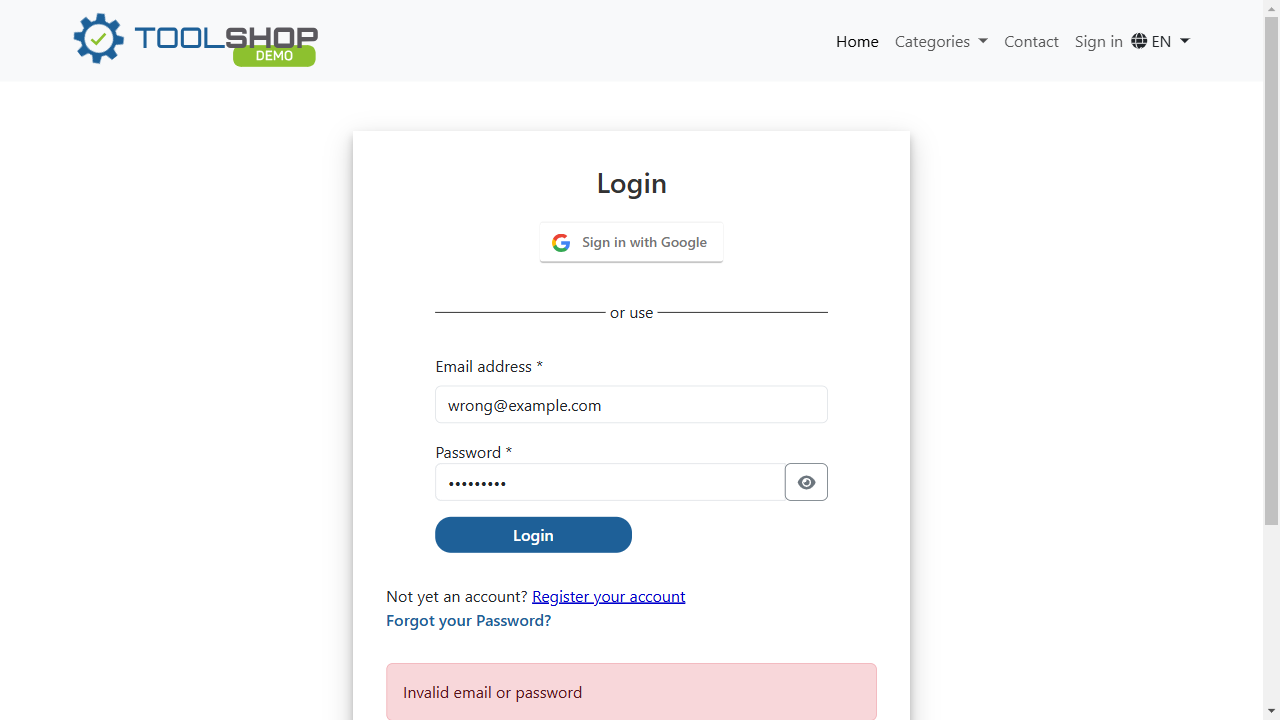 TOOLSHOP
DEMO
Home Categories Contact Sign in EN
Login
Sign in with Google
or use
Email address *
wrong@example.com
Password *
•••••••••
Login
Not yet an account? Register your account
Forgot your Password?
Invalid email or password